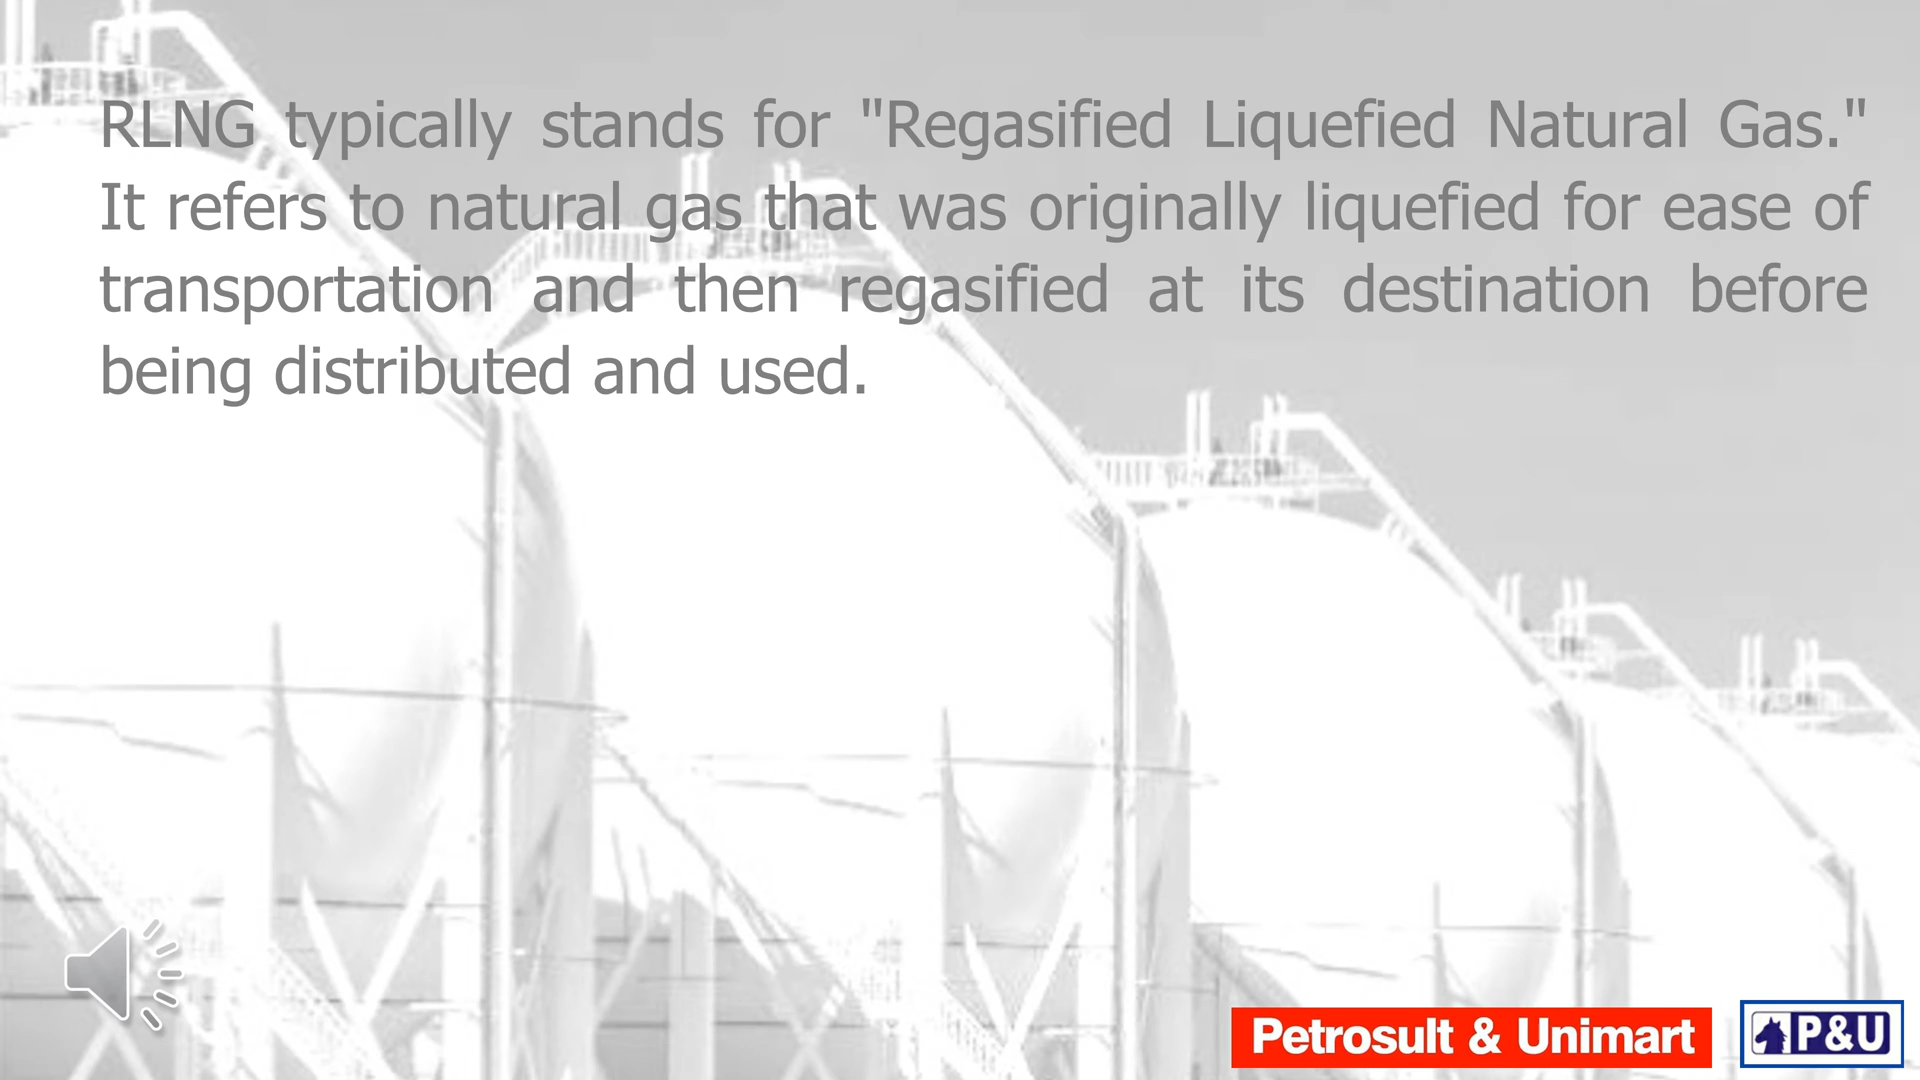 RLNG typically stands for "Regasified Liquefied Natural Gas."
It refers to natural gas that was originally liquefied for ease of
transportation and then regasified at its destination before
being distributed and used.
Petrosult & Unimart
P&U